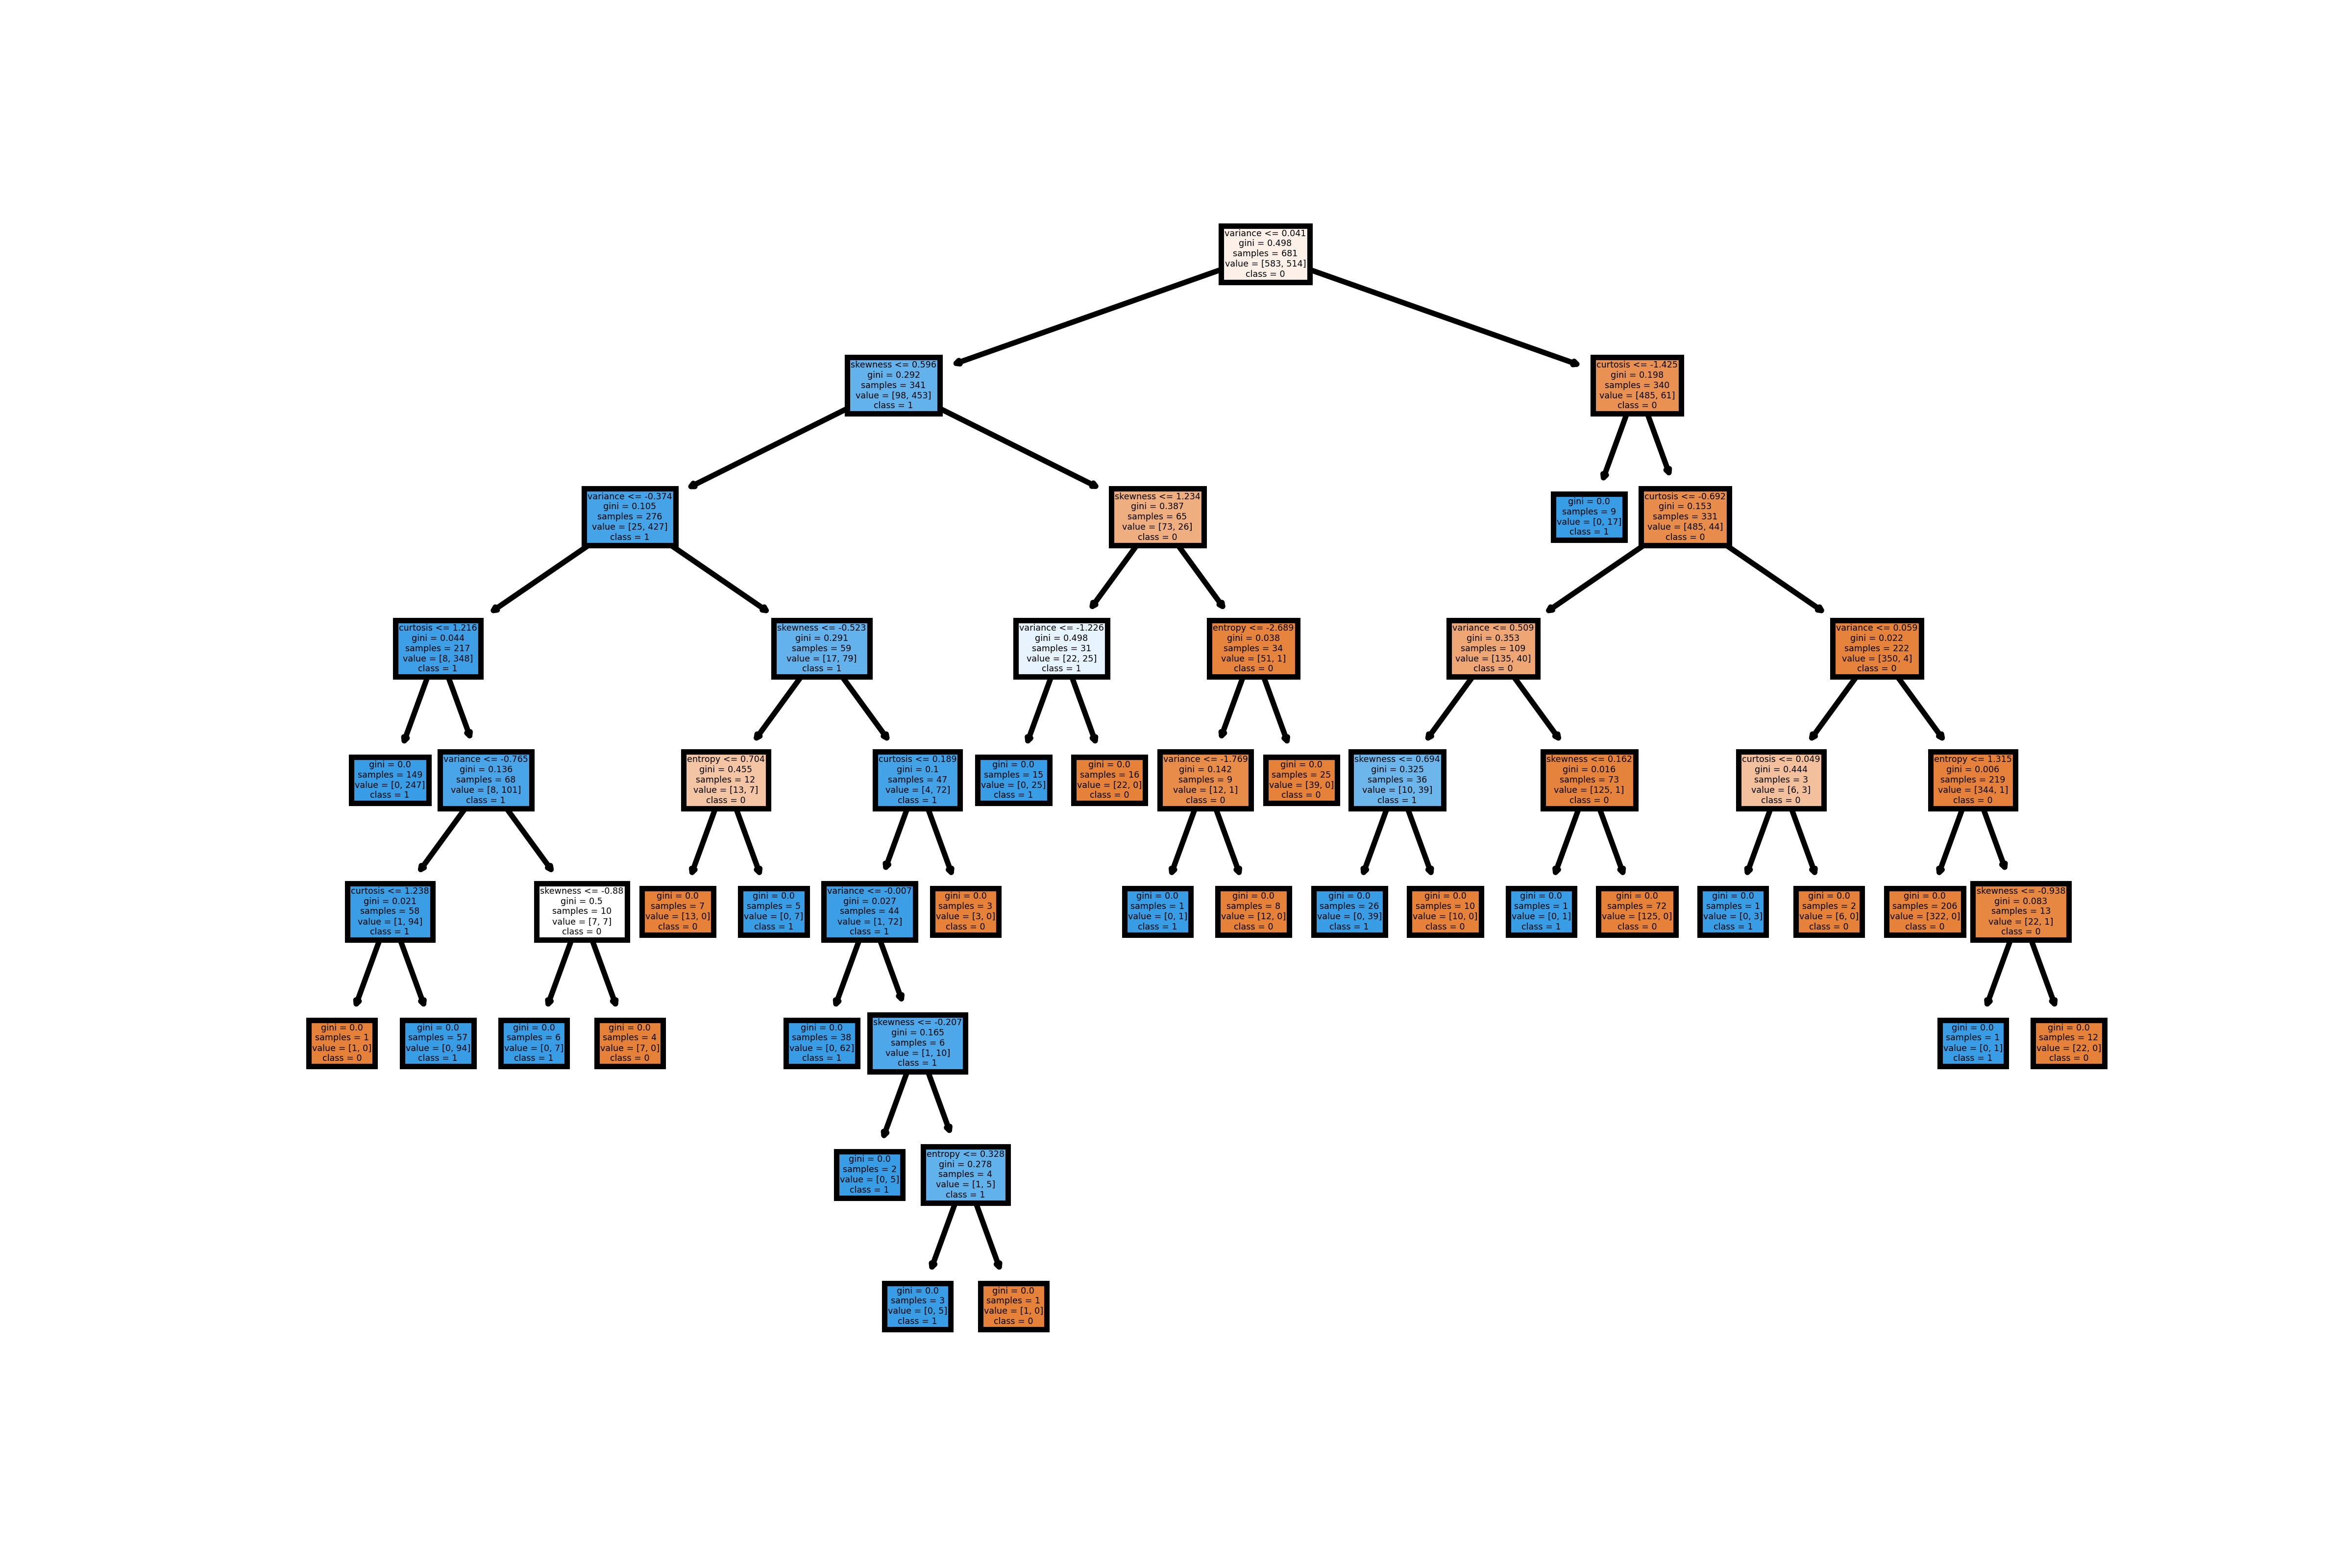 variance <= 0.041
gini = 0.498
samples = 681
value = [583, 514]
class = 0
skewness <= 0.596
gini = 0.292
samples = 341
value = [98, 453]
class = 1
curtosis <= -1.425
gini = 0.198
samples = 340
value = [485, 61]
class = 0
variance <= -0.374
gini = 0.105
samples = 276
value = [25, 427]
class = 1
skewness <= 1.234
gini = 0.387
samples = 65
value = [73, 26]
class = 0
gini = 0.0
samples = 9
value = [0, 17]
class = 1
curtosis <= -0.692
gini = 0.153
samples = 331
value = [485, 44]
class = 0
curtosis <= 1.216
gini = 0.044
samples = 217
value = [8, 348]
class = 1
skewness <= -0.523
gini = 0.291
samples = 59
value = [17, 79]
class = 1
variance <= -1.226
gini = 0.498
samples = 31
value = [22, 25]
class = 1
entropy <= -2.689
gini = 0.038
samples = 34
value = [51, 1]
class = 0
variance <= 0.509
gini = 0.353
samples = 109
value = [135, 40]
class = 0
variance <= 0.059
gini = 0.022
samples = 222
value = [350, 4]
class = 0
gini = 0.0
samples = 149
value = [0, 247]
class = 1
variance <= -0.765
gini = 0.136
samples = 68
value = [8, 101]
class = 1
entropy <= 0.704
gini = 0.455
samples = 12
value = [13, 7]
class = 0
curtosis <= 0.189
gini = 0.1
samples = 47
value = [4, 72]
class = 1
gini = 0.0
samples = 15
value = [0, 25]
class = 1
gini = 0.0
samples = 16
value = [22, 0]
class = 0
variance <= -1.769
gini = 0.142
samples = 9
value = [12, 1]
class = 0
gini = 0.0
samples = 25
value = [39, 0]
class = 0
skewness <= 0.694
gini = 0.325
samples = 36
value = [10, 39]
class = 1
skewness <= 0.162
gini = 0.016
samples = 73
value = [125, 1]
class = 0
curtosis <= 0.049
gini = 0.444
samples = 3
value = [6, 3]
class = 0
entropy <= 1.315
gini = 0.006
samples = 219
value = [344, 1]
class = 0
curtosis <= 1.238
gini = 0.021
samples = 58
value = [1, 94]
class = 1
skewness <= -0.88
gini = 0.5
samples = 10
value = [7, 7]
class = 0
gini = 0.0
samples = 7
value = [13, 0]
class = 0
gini = 0.0
samples = 5
value = [0, 7]
class = 1
variance <= -0.007
gini = 0.027
samples = 44
value = [1, 72]
class = 1
gini = 0.0
samples = 3
value = [3, 0]
class = 0
gini = 0.0
samples = 1
value = [0, 1]
class = 1
gini = 0.0
samples = 8
value = [12, 0]
class = 0
gini = 0.0
samples = 26
value = [0, 39]
class = 1
gini = 0.0
samples = 10
value = [10, 0]
class = 0
gini = 0.0
samples = 1
value = [0, 1]
class = 1
gini = 0.0
samples = 72
value = [125, 0]
class = 0
gini = 0.0
samples = 1
value = [0, 3]
class = 1
gini = 0.0
samples = 2
value = [6, 0]
class = 0
gini = 0.0
samples = 206
value = [322, 0]
class = 0
skewness <= -0.938
gini = 0.083
samples = 13
value = [22, 1]
class = 0
gini = 0.0
samples = 1
value = [1, 0]
class = 0
gini = 0.0
samples = 57
value = [0, 94]
class = 1
gini = 0.0
samples = 6
value = [0, 7]
class = 1
gini = 0.0
samples = 4
value = [7, 0]
class = 0
gini = 0.0
samples = 38
value = [0, 62]
class = 1
skewness <= -0.207
gini = 0.165
samples = 6
value = [1, 10]
class = 1
gini = 0.0
samples = 1
value = [0, 1]
class = 1
gini = 0.0
samples = 12
value = [22, 0]
class = 0
gini = 0.0
samples = 2
value = [0, 5]
class = 1
entropy <= 0.328
gini = 0.278
samples = 4
value = [1, 5]
class = 1
gini = 0.0
samples = 3
value = [0, 5]
class = 1
gini = 0.0
samples = 1
value = [1, 0]
class = 0